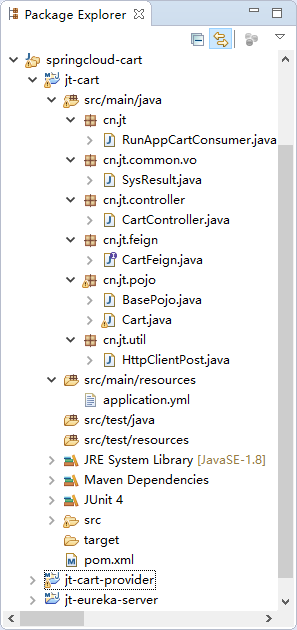 Package Explorer
springcloud-cart
jt-cart
src/main/java
cn.jt
RunAppCartConsumer.java
cn.jt.common.vo
SysResult.java
cn.jt.controller
CartController.java
cn.jt.feign
CartFeign.java
cn.jt.pojo
BasePojo.java
Cart.java
cn.jt.util
HttpClientPost.java
src/main/resources
application.yml
src/test/java
src/test/resources
JRE System Library [JavaSE-1.8]
Maven Dependencies
JUnit 4
src
target
pom.xml
jt-cart-provider
jt-eureka-server